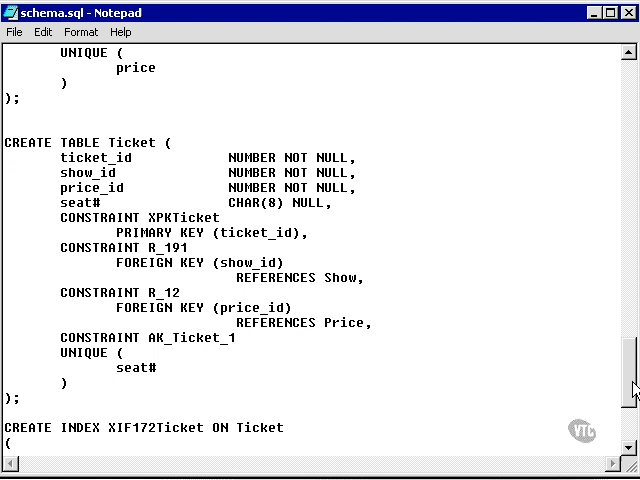 schema.sql - Notepad
File Edit Format Help
UNIQUE (
price
)
);
CREATE TABLE Ticket (
ticket_id NUMBER NOT NULL,
show_id NUMBER NOT NULL,
price_id NUMBER NOT NULL,
seat# CHAR(8) NULL,
CONSTRAINT XPKTicket
PRIMARY KEY (ticket_id),
CONSTRAINT R_191
FOREIGN KEY (show_id)
REFERENCES Show,
CONSTRAINT R_12
FOREIGN KEY (price_id)
REFERENCES Price,
CONSTRAINT AK_Ticket_1
UNIQUE (
seat#
)
);
CREATE INDEX XIF172Ticket ON Ticket
(
VTC